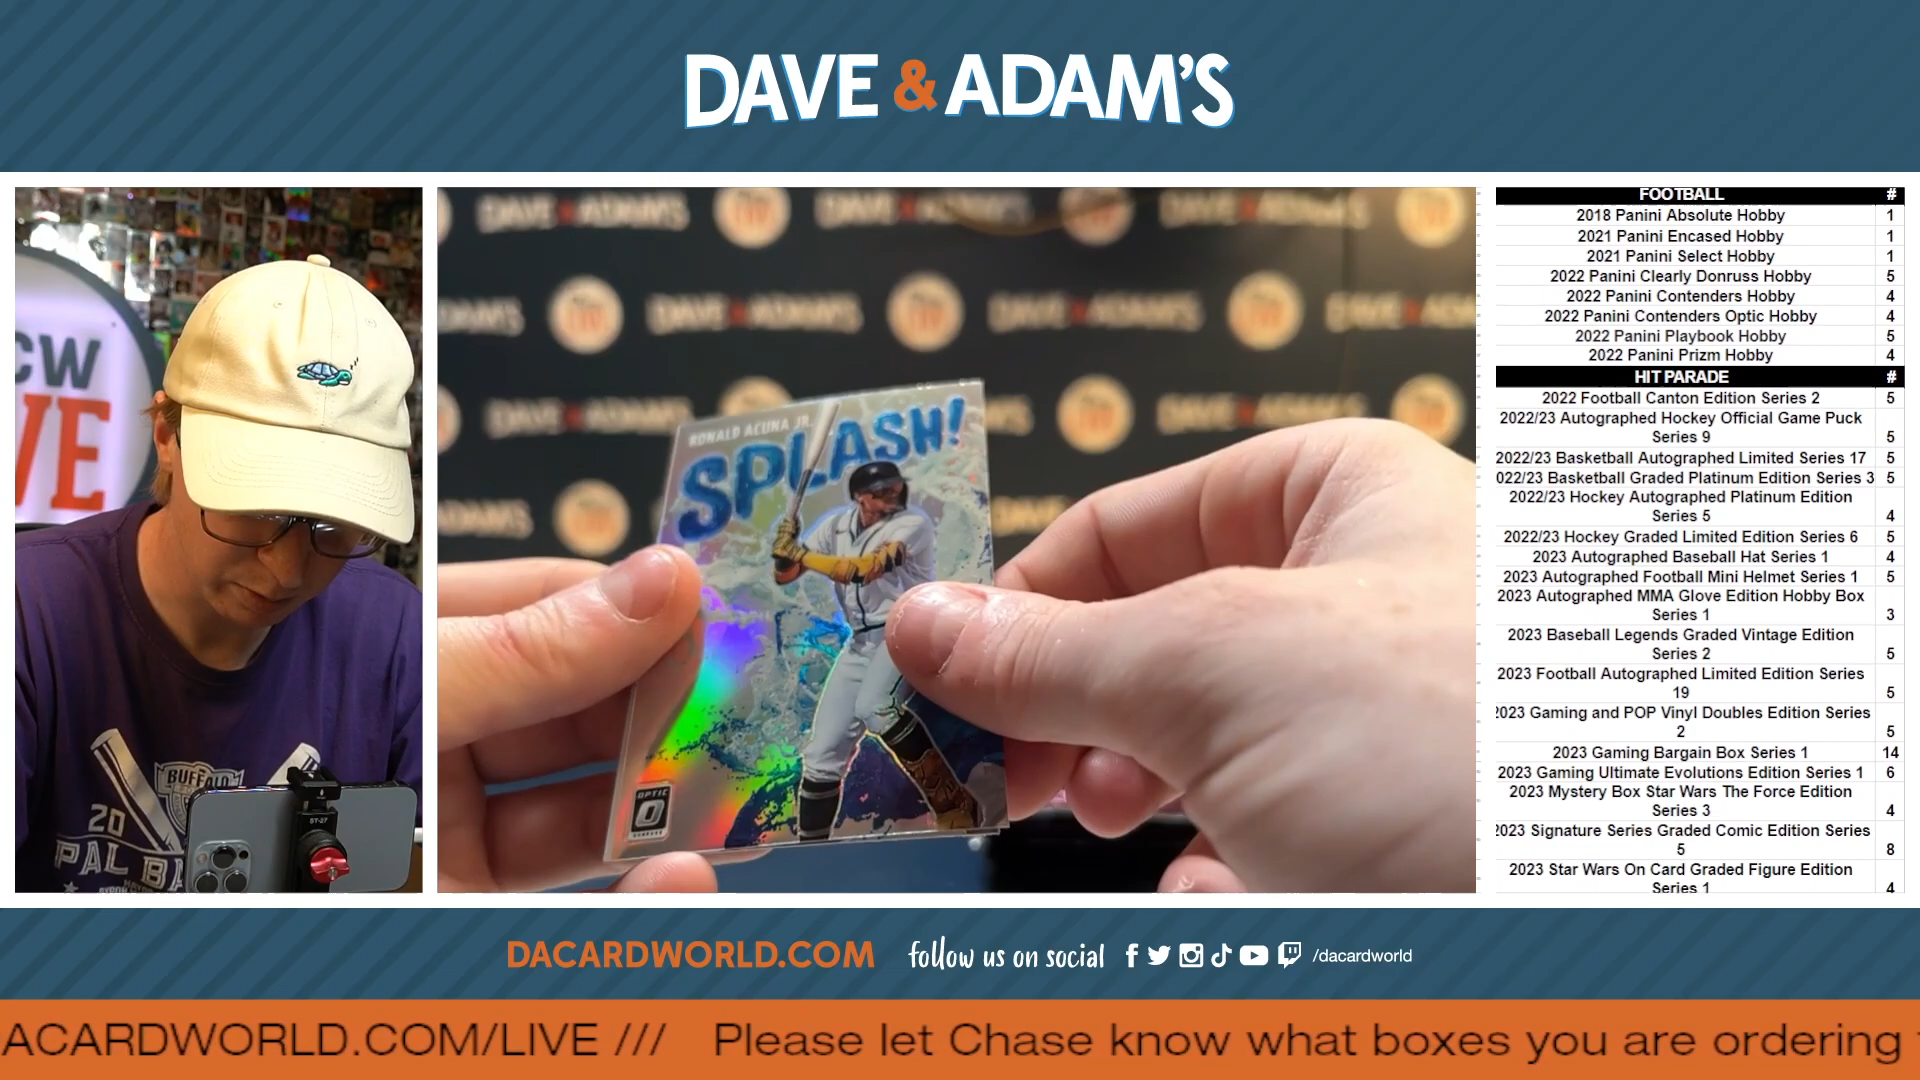 DAVE & ADAM'S
CW
VE
BUFFALO
20
ST-27
RONALD ACUNA JR.
SPLASH!
OPTIC
DAVE & ADAM'S
FOOTBALL #
2018 Panini Absolute Hobby 1
2021 Panini Encased Hobby 1
2021 Panini Select Hobby 1
2022 Panini Clearly Donruss Hobby 5
2022 Panini Contenders Hobby 4
2022 Panini Contenders Optic Hobby 4
2022 Panini Playbook Hobby 5
2022 Panini Prizm Hobby 4
HIT PARADE #
2022 Football Canton Edition Series 2 5
2022/23 Autographed Hockey Official Game Puck
Series 9 5
2022/23 Basketball Autographed Limited Series 17 5
022/23 Basketball Graded Platinum Edition Series 3 5
2022/23 Hockey Autographed Platinum Edition
Series 5 4
2022/23 Hockey Graded Limited Edition Series 6 5
2023 Autographed Baseball Hat Series 1 4
2023 Autographed Football Mini Helmet Series 1 5
2023 Autographed MMA Glove Edition Hobby Box
Series 1 3
2023 Baseball Legends Graded Vintage Edition
Series 2 5
2023 Football Autographed Limited Edition Series
19 5
2023 Gaming and POP Vinyl Doubles Edition Series
2 5
2023 Gaming Bargain Box Series 1 14
2023 Gaming Ultimate Evolutions Edition Series 1 6
2023 Mystery Box Star Wars The Force Edition
Series 3 4
2023 Signature Series Graded Comic Edition Series
5 8
2023 Star Wars On Card Graded Figure Edition
Series 1 4
DACARDWORLD.COM follow us on social /dacardworld
ACARDWORLD.COM/LIVE /// Please let Chase know what boxes you are ordering